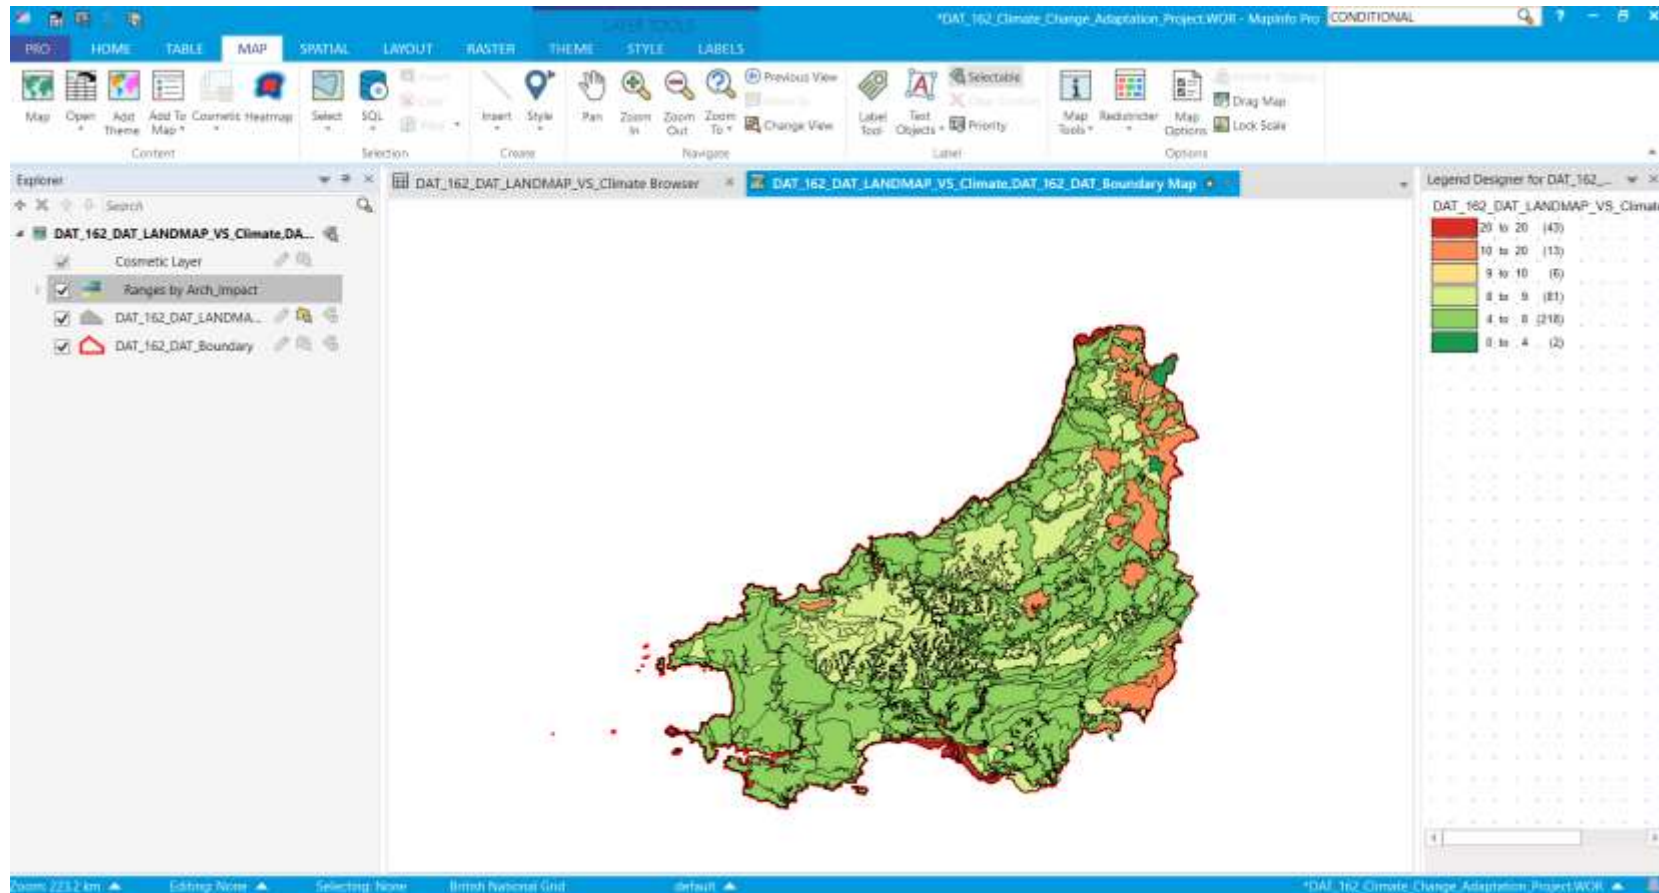 *DAT_162_Climate_Change_Adaptation_Project.WOR - MapInfo Pro
CONDITIONAL
LAYER TOOLS
PRO HOME TABLE MAP SPATIAL LAYOUT RASTER THEME STYLE LABELS
Map Open Add Theme Add To Map Cosmetic Heatmap
Content
Select SQL
Selection
Insert Style
Create
Pan Zoom In Zoom Out Zoom To
Previous View
Change View
Navigate
Label Tool Text Objects
Selectable
Priority
Label
Map Tools Redistricter Map Options
Drag Map
Lock Scale
Options
Explorer
Search
DAT_162_DAT_LANDMAP_VS_Climate,DA...
Cosmetic Layer
Ranges by Arch_Impact
DAT_162_DAT_LANDMA...
DAT_162_DAT_Boundary
DAT_162_DAT_LANDMAP_VS_Climate Browser
DAT_162_DAT_LANDMAP_VS_Climate,DAT_162_DAT_Boundary Map
Legend Designer for DAT_162_...
DAT_162_DAT_LANDMAP_VS_Climat
20 to 20 (43)
10 to 20 (13)
9 to 10 (6)
8 to 9 (81)
4 to 8 (218)
0 to 4 (2)
Zoom: 223.2 km Editing: None Selecting: None British National Grid default *DAT_162_Climate_Change_Adaptation_Project.WOR